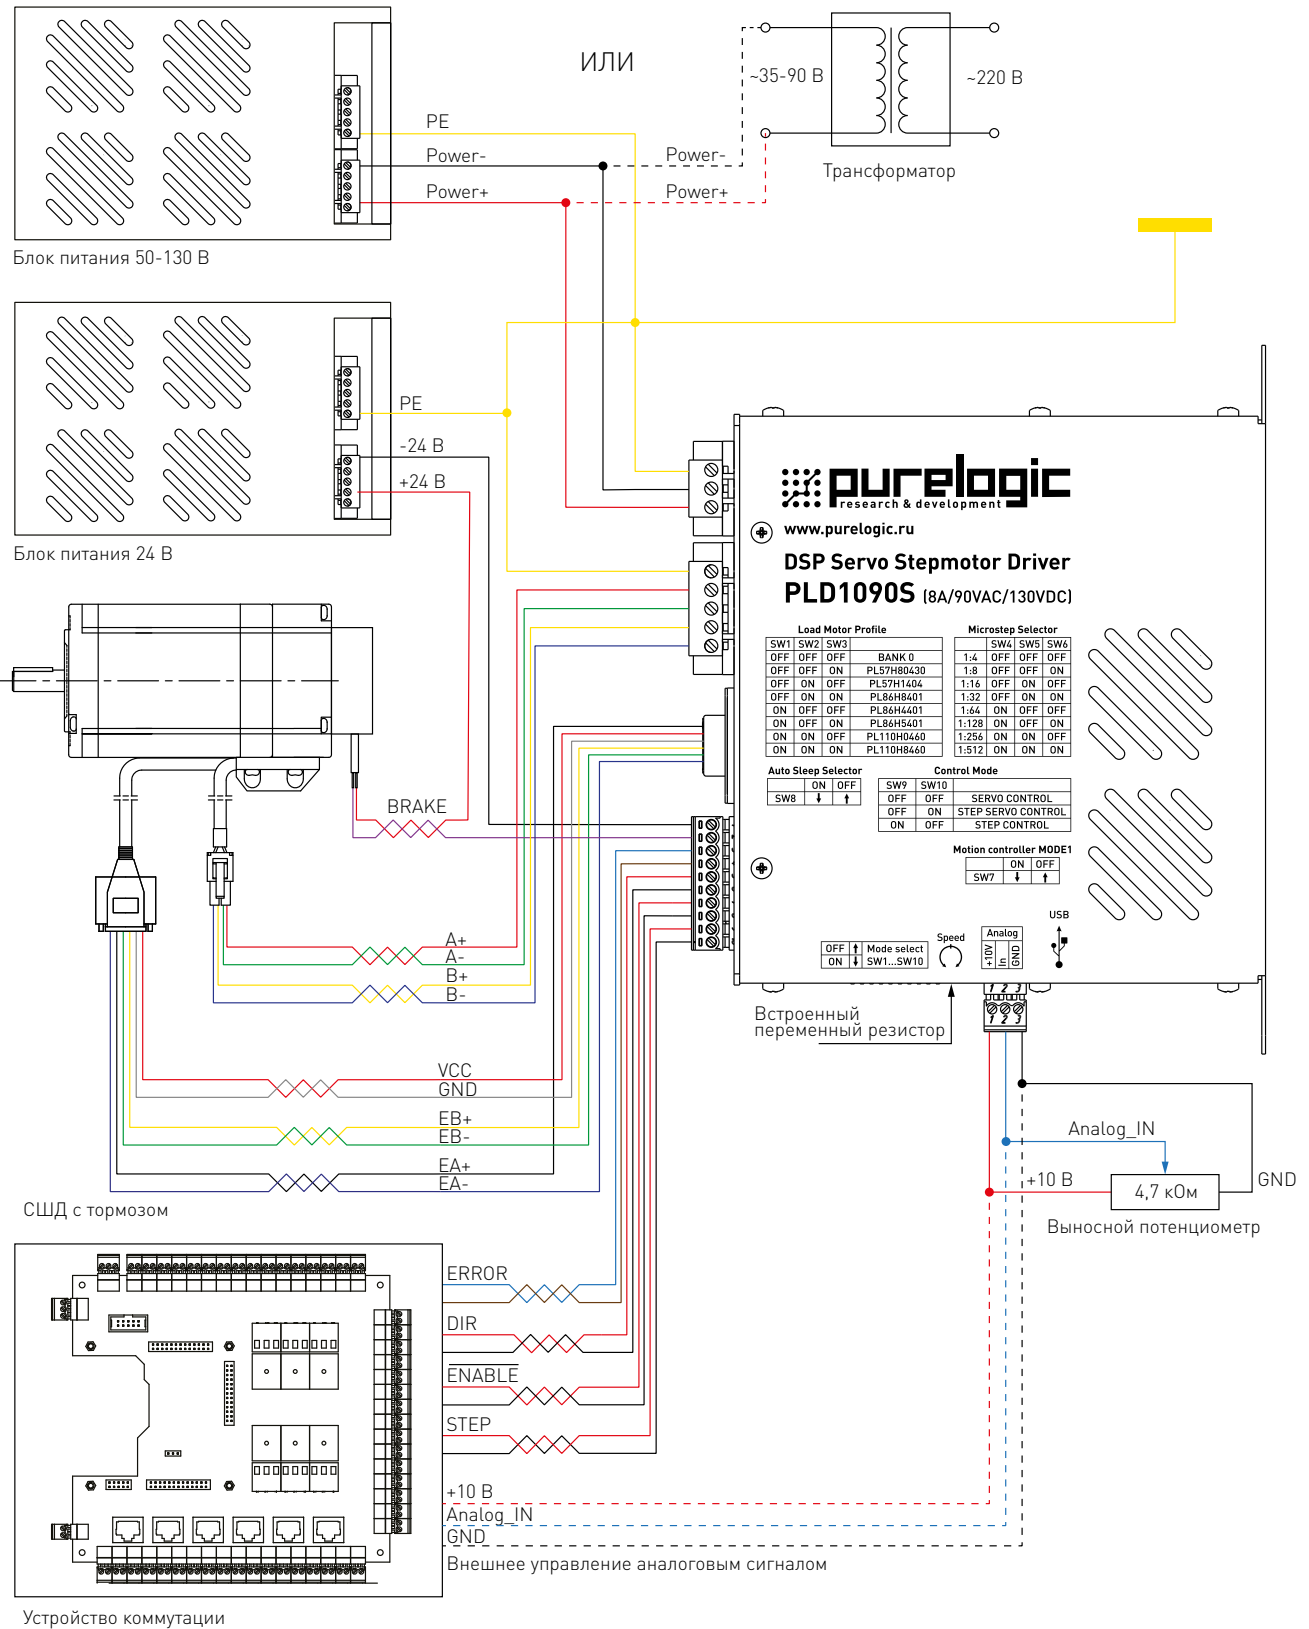 ИЛИ
~35-90 В
~220 В
Трансформатор
PE
Power-
Power+
Power-
Power+
Блок питания 50-130 В
PE
-24 В
+24 В
Блок питания 24 В
purelogic
research & development
www.purelogic.ru
DSP Servo Stepmotor Driver
PLD1090S (8A/90VAC/130VDC)
Load Motor Profile
SW1 SW2 SW3
OFF OFF OFF BANK 0
OFF OFF ON PL57H80430
OFF ON OFF PL57H1404
OFF ON ON PL86H8401
ON OFF OFF PL86H4401
ON OFF ON PL86H5401
ON ON OFF PL110H0460
ON ON ON PL110H8460
Microstep Selector
SW4 SW5 SW6
1:4 OFF OFF OFF
1:8 OFF OFF ON
1:16 OFF ON OFF
1:32 OFF ON ON
1:64 ON OFF OFF
1:128 ON OFF ON
1:256 ON ON OFF
1:512 ON ON ON
Auto Sleep Selector
ON OFF
SW8
Control Mode
SW9 SW10
OFF OFF SERVO CONTROL
OFF ON STEP SERVO CONTROL
ON OFF STEP CONTROL
Motion controller MODE1
ON OFF
SW7
USB
Analog
+10V
In
GND
Speed
OFF Mode select
ON SW1...SW10
1 2 3
1 2 3
Встроенный
переменный резистор
BRAKE
A+
A-
B+
B-
VCC
GND
EB+
EB-
EA+
EA-
СШД с тормозом
Analog_IN
+10 В
4,7 кОм
GND
Выносной потенциометр
ERROR
DIR
ENABLE
STEP
+10 В
Analog_IN
GND
Внешнее управление аналоговым сигналом
Устройство коммутации